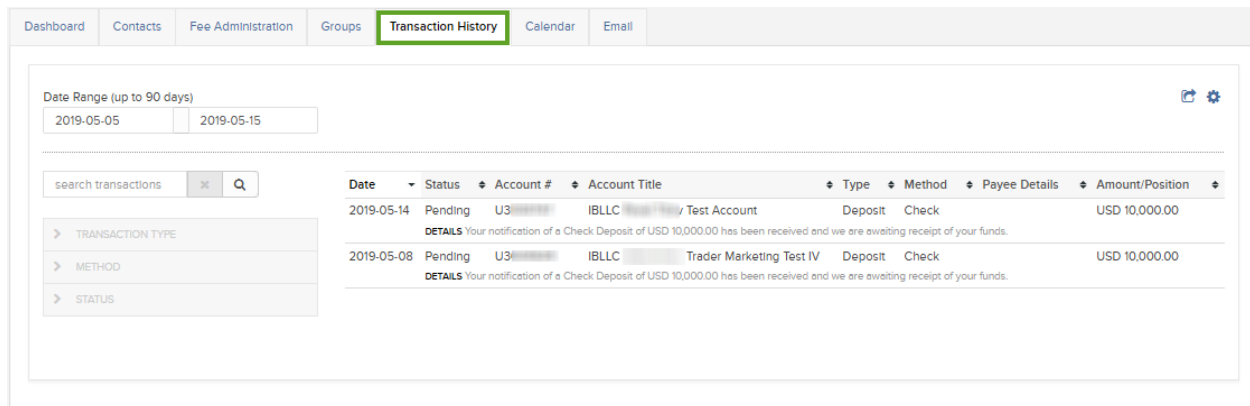 Dashboard Contacts Fee Administration Groups Transaction History Calendar Email
Date Range (up to 90 days)
2019-05-05 2019-05-15
search transactions
TRANSACTION TYPE
METHOD
STATUS
Date Status Account # Account Title Type Method Payee Details Amount/Position
2019-05-14 Pending U3 IBLLC Test Account Deposit Check USD 10,000.00
DETAILS Your notification of a Check Deposit of USD 10,000.00 has been received and we are awaiting receipt of your funds.
2019-05-08 Pending U3 IBLLC Trader Marketing Test IV Deposit Check USD 10,000.00
DETAILS Your notification of a Check Deposit of USD 10,000.00 has been received and we are awaiting receipt of your funds.